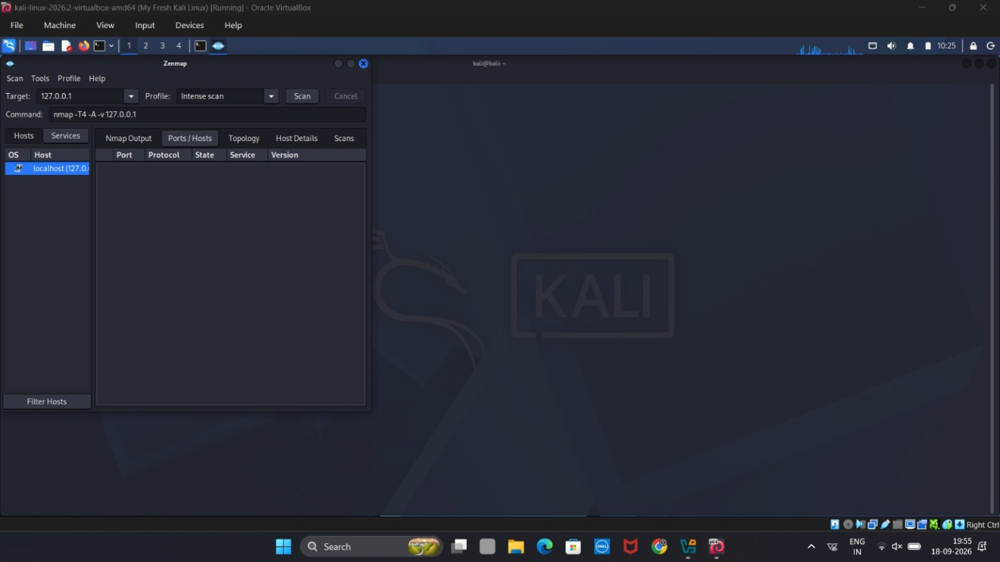 kali-linux-2026.2-virtualbox-amd64 (My Fresh Kali Linux) [Running] - Oracle VirtualBox
File Machine View Input Devices Help
1 2 3 4 10:25
Zenmap
kali@kali: ~
Scan Tools Profile Help
Target: 127.0.0.1 Profile: Intense scan Scan Cancel
Command: nmap -T4 -A -v 127.0.0.1
Hosts Services
Nmap Output Ports / Hosts Topology Host Details Scans
OS Host
Port Protocol State Service Version
localhost (127.0.
Filter Hosts
KALI
Right Ctrl
Search
DELL
ENG
IN
19:55
18-09-2026